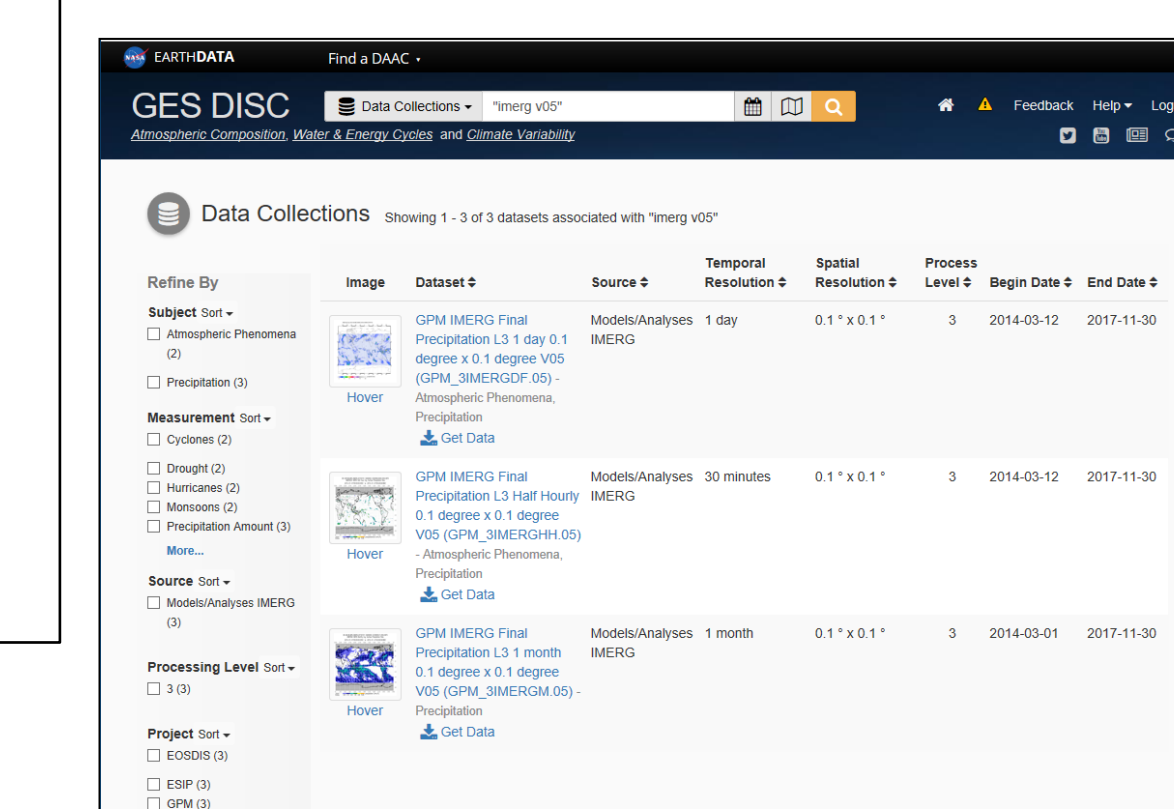 EARTHDATA Find a DAAC
GES DISC Data Collections "imerg v05" Feedback Help Log
Atmospheric Composition, Water & Energy Cycles and Climate Variability
Data Collections Showing 1 - 3 of 3 datasets associated with "imerg v05"
Refine By
Subject Sort
Atmospheric Phenomena
(2)
Precipitation (3)
Measurement Sort
Cyclones (2)
Drought (2)
Hurricanes (2)
Monsoons (2)
Precipitation Amount (3)
More...
Source Sort
Models/Analyses IMERG
(3)
Processing Level Sort
3 (3)
Project Sort
EOSDIS (3)
ESIP (3)
GPM (3)
Temporal Spatial Process
Image Dataset Source Resolution Resolution Level Begin Date End Date
GPM IMERG Final Models/Analyses 1 day 0.1 ° x 0.1 ° 3 2014-03-12 2017-11-30
Precipitation L3 1 day 0.1 IMERG
degree x 0.1 degree V05
(GPM_3IMERGDF.05) -
Hover Atmospheric Phenomena,
Precipitation
Get Data
GPM IMERG Final Models/Analyses 30 minutes 0.1 ° x 0.1 ° 3 2014-03-12 2017-11-30
Precipitation L3 Half Hourly IMERG
0.1 degree x 0.1 degree
V05 (GPM_3IMERGHH.05)
Hover - Atmospheric Phenomena,
Precipitation
Get Data
GPM IMERG Final Models/Analyses 1 month 0.1 ° x 0.1 ° 3 2014-03-01 2017-11-30
Precipitation L3 1 month IMERG
0.1 degree x 0.1 degree
V05 (GPM_3IMERGM.05) -
Hover Precipitation
Get Data